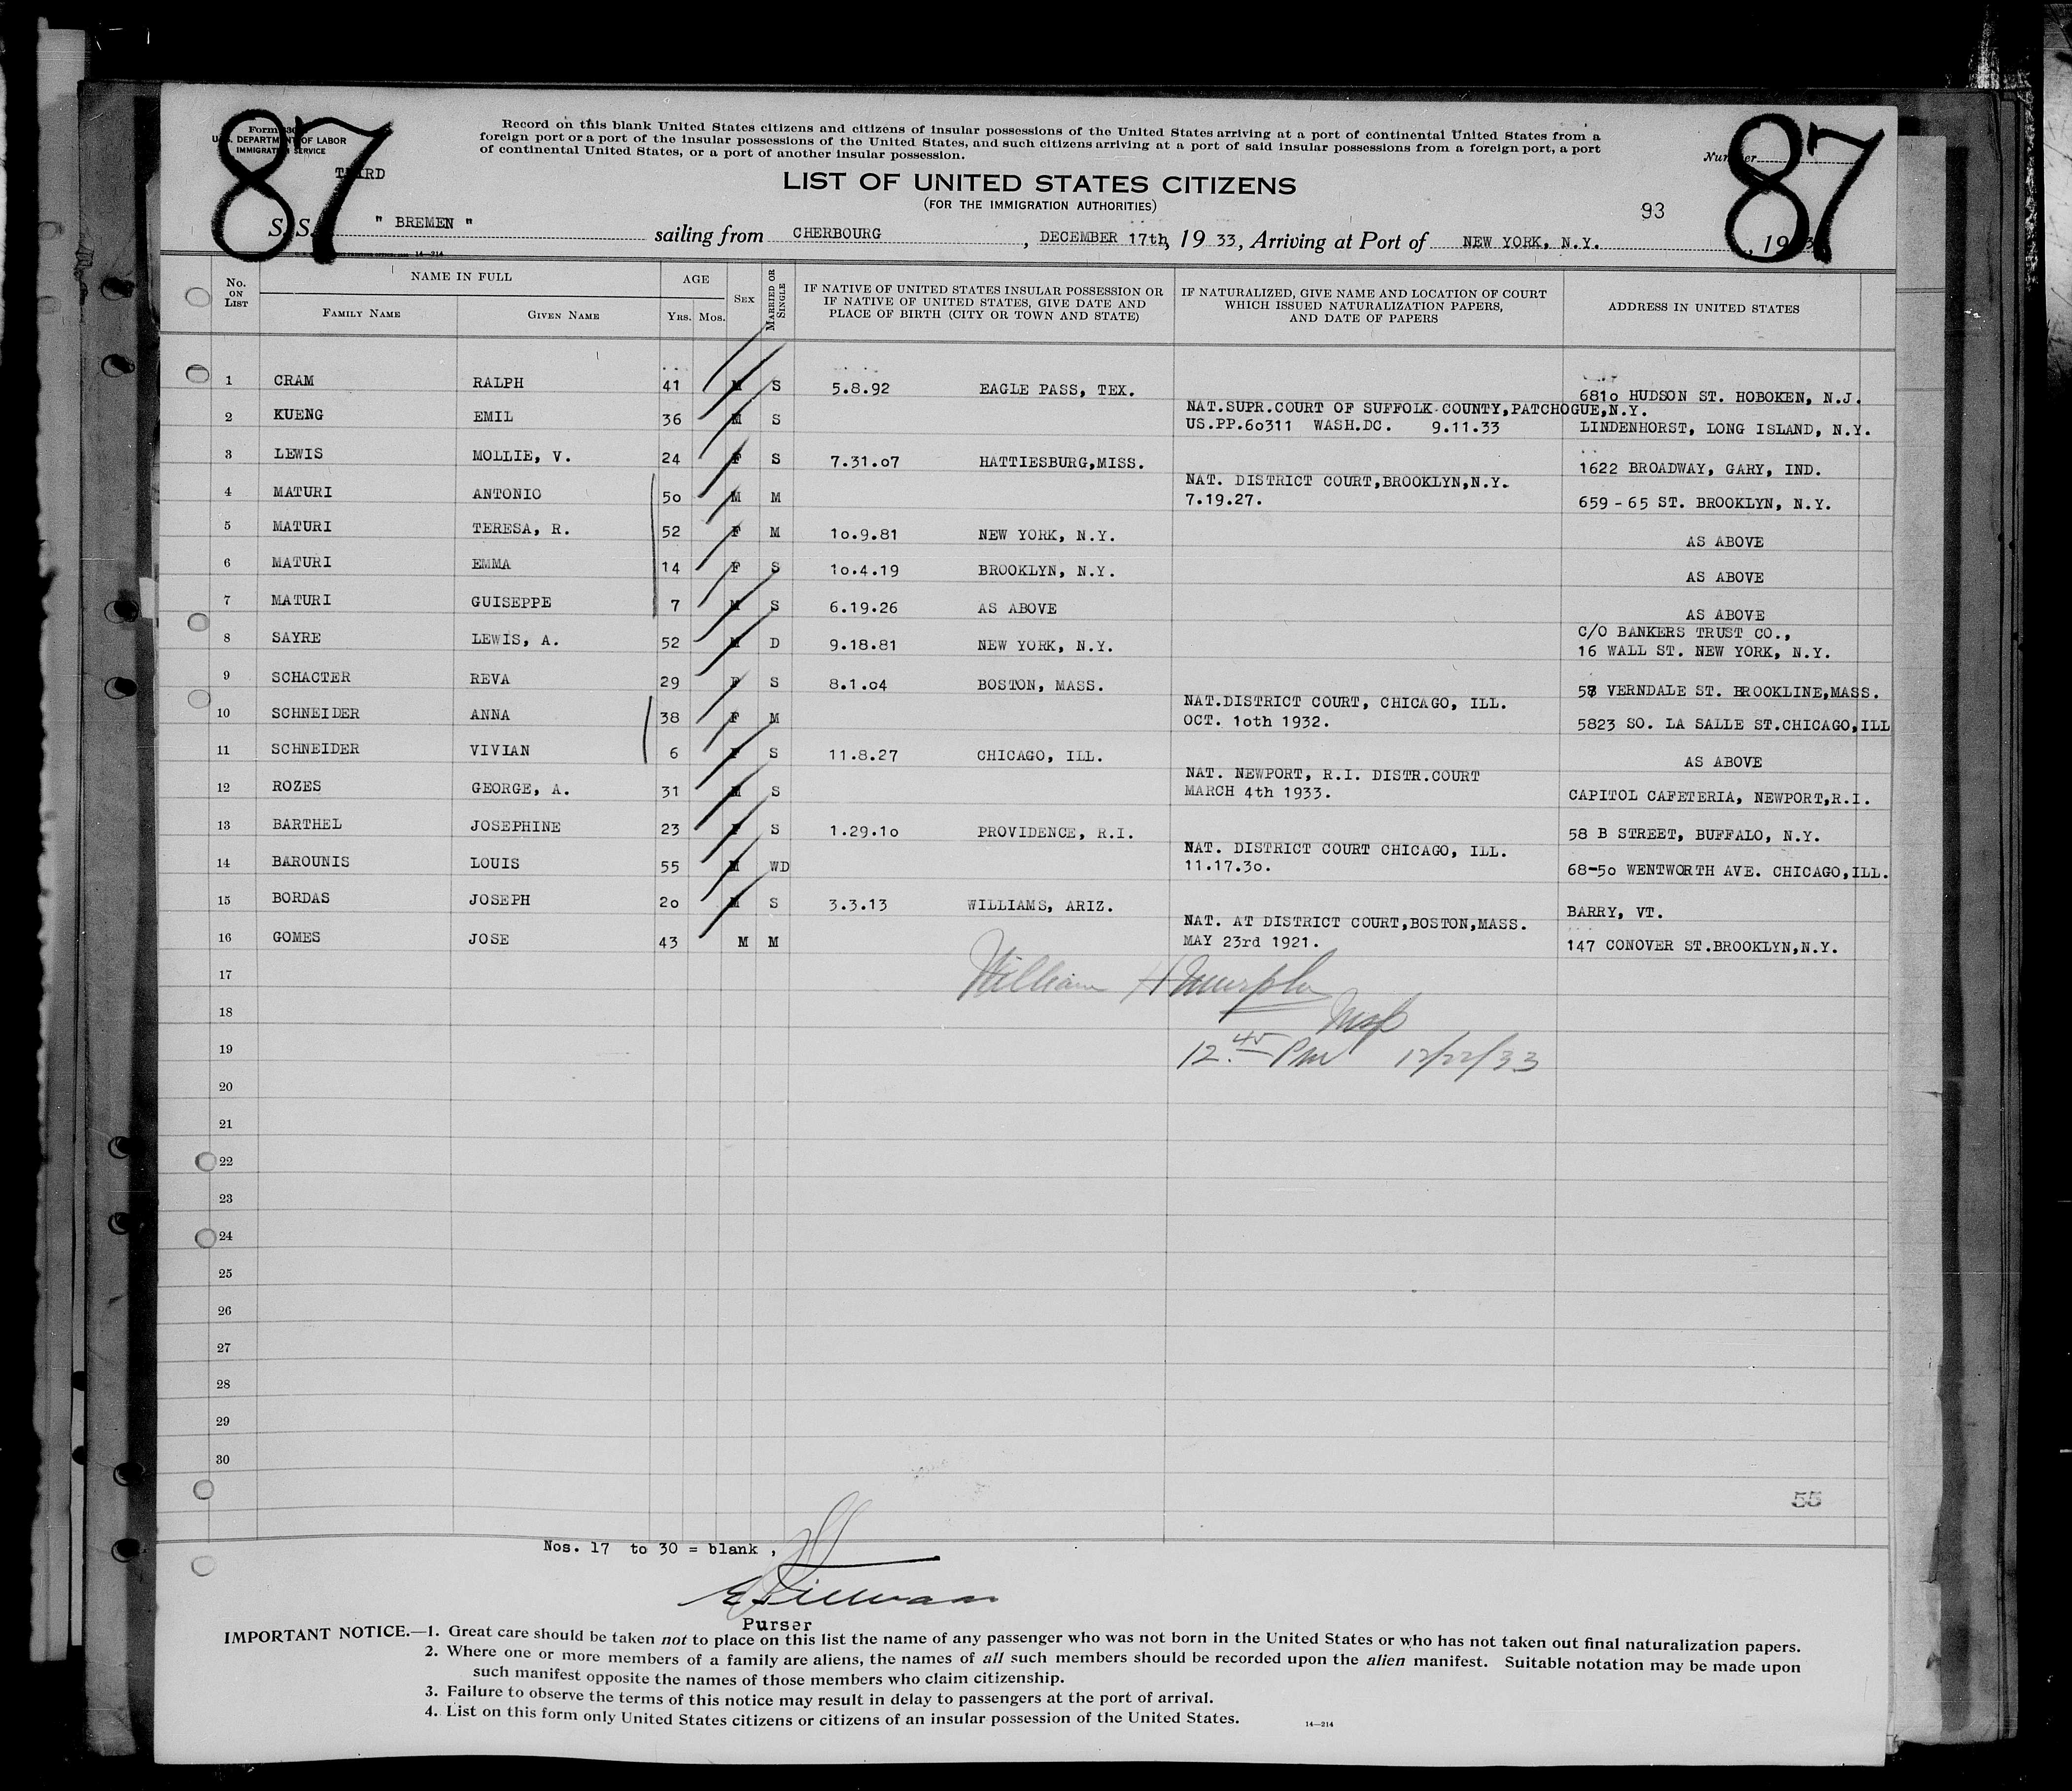 87
87
U.S. DEPARTMENT OF LABOR
IMMIGRATION SERVICE
THIRD
Record on this blank United States citizens and citizens of insular possessions of the United States arriving at a port of continental United States from a
foreign port or a port of the insular possessions of the United States, and such citizens arriving at a port of said insular possessions from a foreign port, a port
of continental United States, or a port of another insular possession.
LIST OF UNITED STATES CITIZENS
(FOR THE IMMIGRATION AUTHORITIES)
93
S. S. " BREMEN " sailing from CHERBOURG , DECEMBER 17th, 19 33, Arriving at Port of NEW YORK, N.Y. , 193
No. ON LIST NAME IN FULL FAMILY NAME GIVEN NAME AGE Yrs. Mos. SEX MARRIED OR SINGLE IF NATIVE OF UNITED STATES INSULAR POSSESSION OR IF NATIVE OF UNITED STATES, GIVE DATE AND PLACE OF BIRTH (CITY OR TOWN AND STATE) IF NATURALIZED, GIVE NAME AND LOCATION OF COURT WHICH ISSUED NATURALIZATION PAPERS, AND DATE OF PAPERS ADDRESS IN UNITED STATES
1 CRAM RALPH 41 M S 5.8.92 EAGLE PASS, TEX. 681o HUDSON ST. HOBOKEN, N.J.
2 KUENG EMIL 36 M S NAT.SUPR.COURT OF SUFFOLK COUNTY,PATCHOGUE,N.Y.
US.PP.6o311 WASH.DC. 9.11.33 LINDENHORST, LONG ISLAND, N.Y.
3 LEWIS MOLLIE, V. 24 F S 7.31.o7 HATTIESBURG,MISS. 1622 BROADWAY, GARY, IND.
4 MATURI ANTONIO 5o M M NAT. DISTRICT COURT,BROOKLYN,N.Y.
7.19.27. 659-65 ST. BROOKLYN, N.Y.
5 MATURI TERESA, R. 52 F M 1o.9.81 NEW YORK, N.Y. AS ABOVE
6 MATURI EMMA 14 F S 1o.4.19 BROOKLYN, N.Y. AS ABOVE
7 MATURI GUISEPPE 7 M S 6.19.26 AS ABOVE AS ABOVE
8 SAYRE LEWIS, A. 52 M D 9.18.81 NEW YORK, N.Y. C/O BANKERS TRUST CO.,
16 WALL ST. NEW YORK, N.Y.
9 SCHACTER REVA 29 F S 8.1.o4 BOSTON, MASS. VERNDALE ST. BROOKLINE,MASS.
10 SCHNEIDER ANNA 38 F M NAT.DISTRICT COURT, CHICAGO, ILL.
OCT. 1oth 1932. 5823 SO. LA SALLE ST.CHICAGO,ILL
11 SCHNEIDER VIVIAN 6 F S 11.8.27 CHICAGO, ILL. AS ABOVE
12 ROZES GEORGE, A. 31 M S NAT. NEWPORT, R.I. DISTR.COURT
MARCH 4th 1933. CAPITOL CAFETERIA, NEWPORT,R.I.
13 BARTHEL JOSEPHINE 23 F S 1.29.1o PROVIDENCE, R.I. 58 B STREET, BUFFALO, N.Y.
14 BAROUNIS LOUIS 55 M WD NAT. DISTRICT COURT CHICAGO, ILL.
11.17.3o. 68-5o WENTWORTH AVE. CHICAGO,ILL.
15 BORDAS JOSEPH 2o M S 3.3.13 WILLIAMS, ARIZ. BARRY, VT.
16 GOMES JOSE 43 M M NAT. AT DISTRICT COURT,BOSTON,MASS.
MAY 23rd 1921. 147 CONOVER ST.BROOKLYN,N.Y.
17 William H Murphy
18
19 12.45 Pm 12/22/33
20
21
22
23
24
25
26
27
28
29
30
55
Nos. 17 to 30 = blank ,
Purser
IMPORTANT NOTICE.—1. Great care should be taken not to place on this list the name of any passenger who was not born in the United States or who has not taken out final naturalization papers.
2. Where one or more members of a family are aliens, the names of all such members should be recorded upon the alien manifest. Suitable notation may be made upon
such manifest opposite the names of those members who claim citizenship.
3. Failure to observe the terms of this notice may result in delay to passengers at the port of arrival.
4. List on this form only United States citizens or citizens of an insular possession of the United States.
14—214